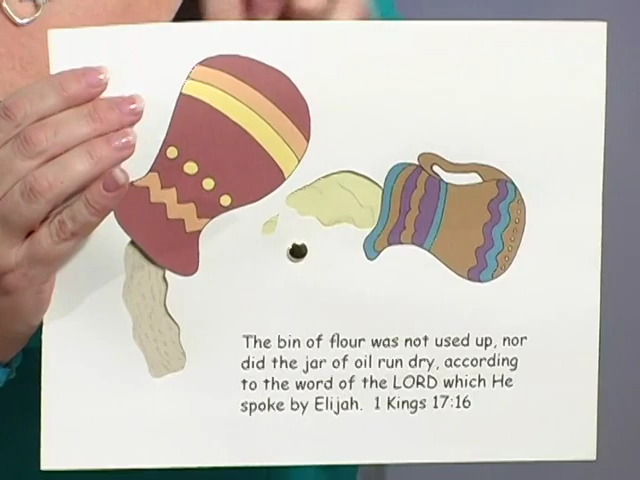 The bin of flour was not used up, nor
did the jar of oil run dry, according
to the word of the LORD which He
spoke by Elijah. 1 Kings 17:16